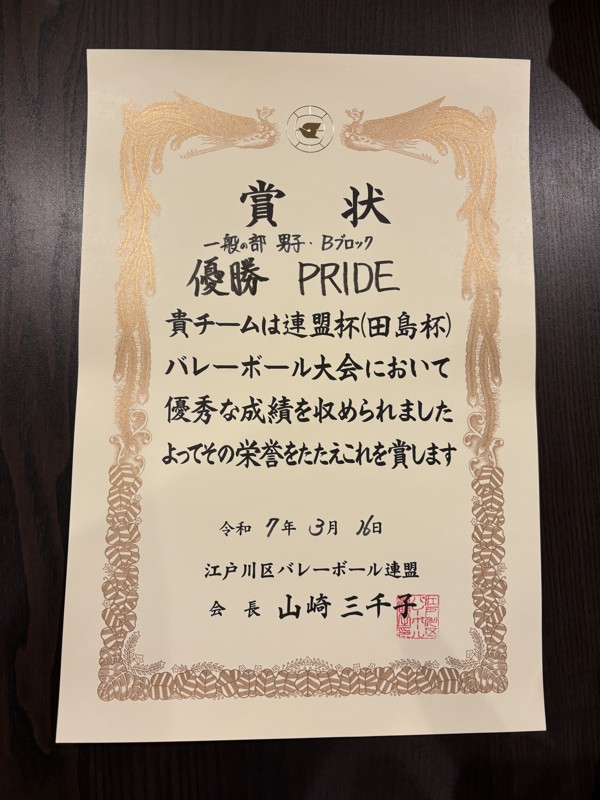 賞状
一般の部 男子・Bブロック
優勝 PRIDE
貴チームは連盟杯(田島杯)
バレーボール大会において
優秀な成績を収められました
よってその栄誉をたたえこれを賞します
令和 7年 3月 16日
江戸川区バレーボール連盟
会長 山崎 三千子